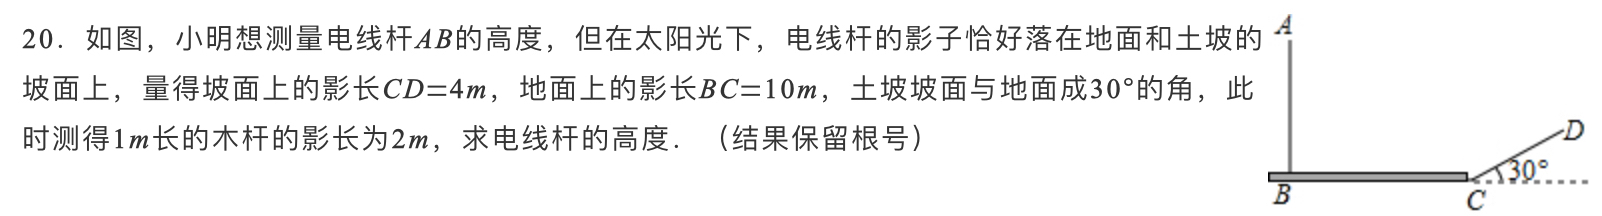 20．如图，小明想测量电线杆AB的高度，但在太阳光下，电线杆的影子恰好落在地面和土坡的
坡面上，量得坡面上的影长CD=4m，地面上的影长BC=10m，土坡坡面与地面成30°的角，此
时测得1m长的木杆的影长为2m，求电线杆的高度．（结果保留根号）
A
D
30°
B
C